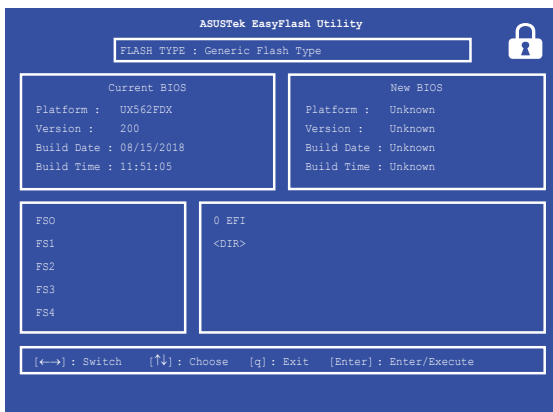 ASUSTek EasyFlash Utility
FLASH TYPE : Generic Flash Type
Current BIOS
Platform : UX562FDX
Version : 200
Build Date : 08/15/2018
Build Time : 11:51:05
New BIOS
Platform : Unknown
Version : Unknown
Build Date : Unknown
Build Time : Unknown
FSO
FS1
FS2
FS3
FS4
0 EFI
<DIR>
[←→] : Switch [↑↓] : Choose [q] : Exit [Enter] : Enter/Execute